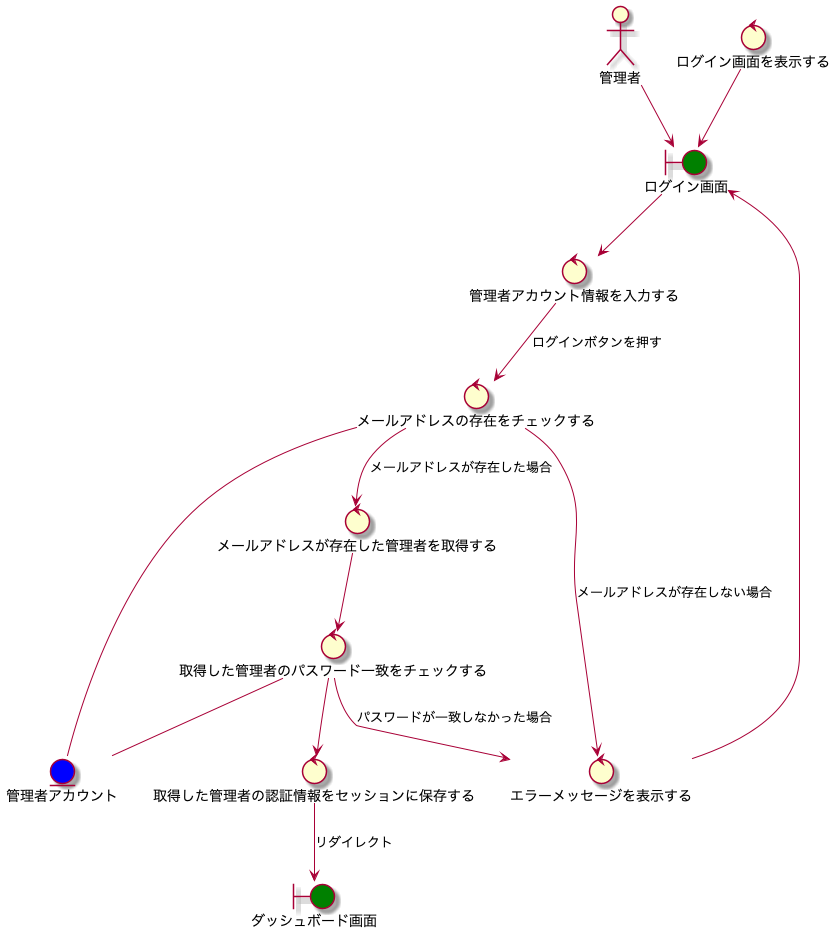 管理者
ログイン画面を表示する
ログイン画面
管理者アカウント情報を入力する
ログインボタンを押す
メールアドレスの存在をチェックする
メールアドレスが存在した場合
メールアドレスが存在した管理者を取得する
メールアドレスが存在しない場合
取得した管理者のパスワード一致をチェックする
パスワードが一致しなかった場合
管理者アカウント
取得した管理者の認証情報をセッションに保存する
エラーメッセージを表示する
リダイレクト
ダッシュボード画面